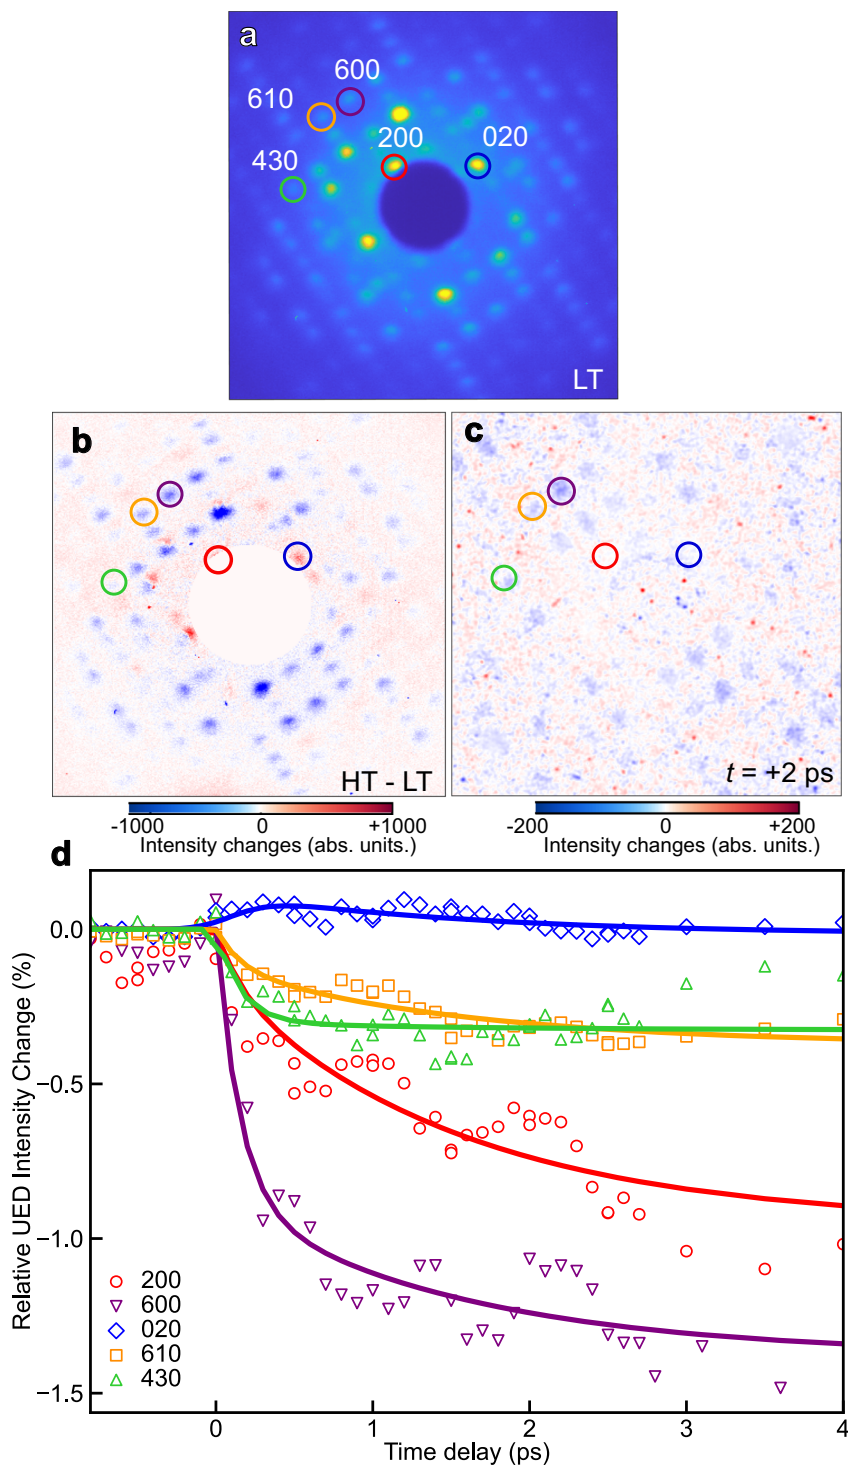 a
600
610
200
020
430
LT
b
HT - LT
c
t = +2 ps
-1000
0
+1000
Intensity changes (abs. units.)
-200
0
+200
Intensity changes (abs. units.)
d
0.0
−0.5
−1.0
−1.5
Relative UED Intensity Change (%)
200
600
020
610
430
0
1
2
3
4
Time delay (ps)